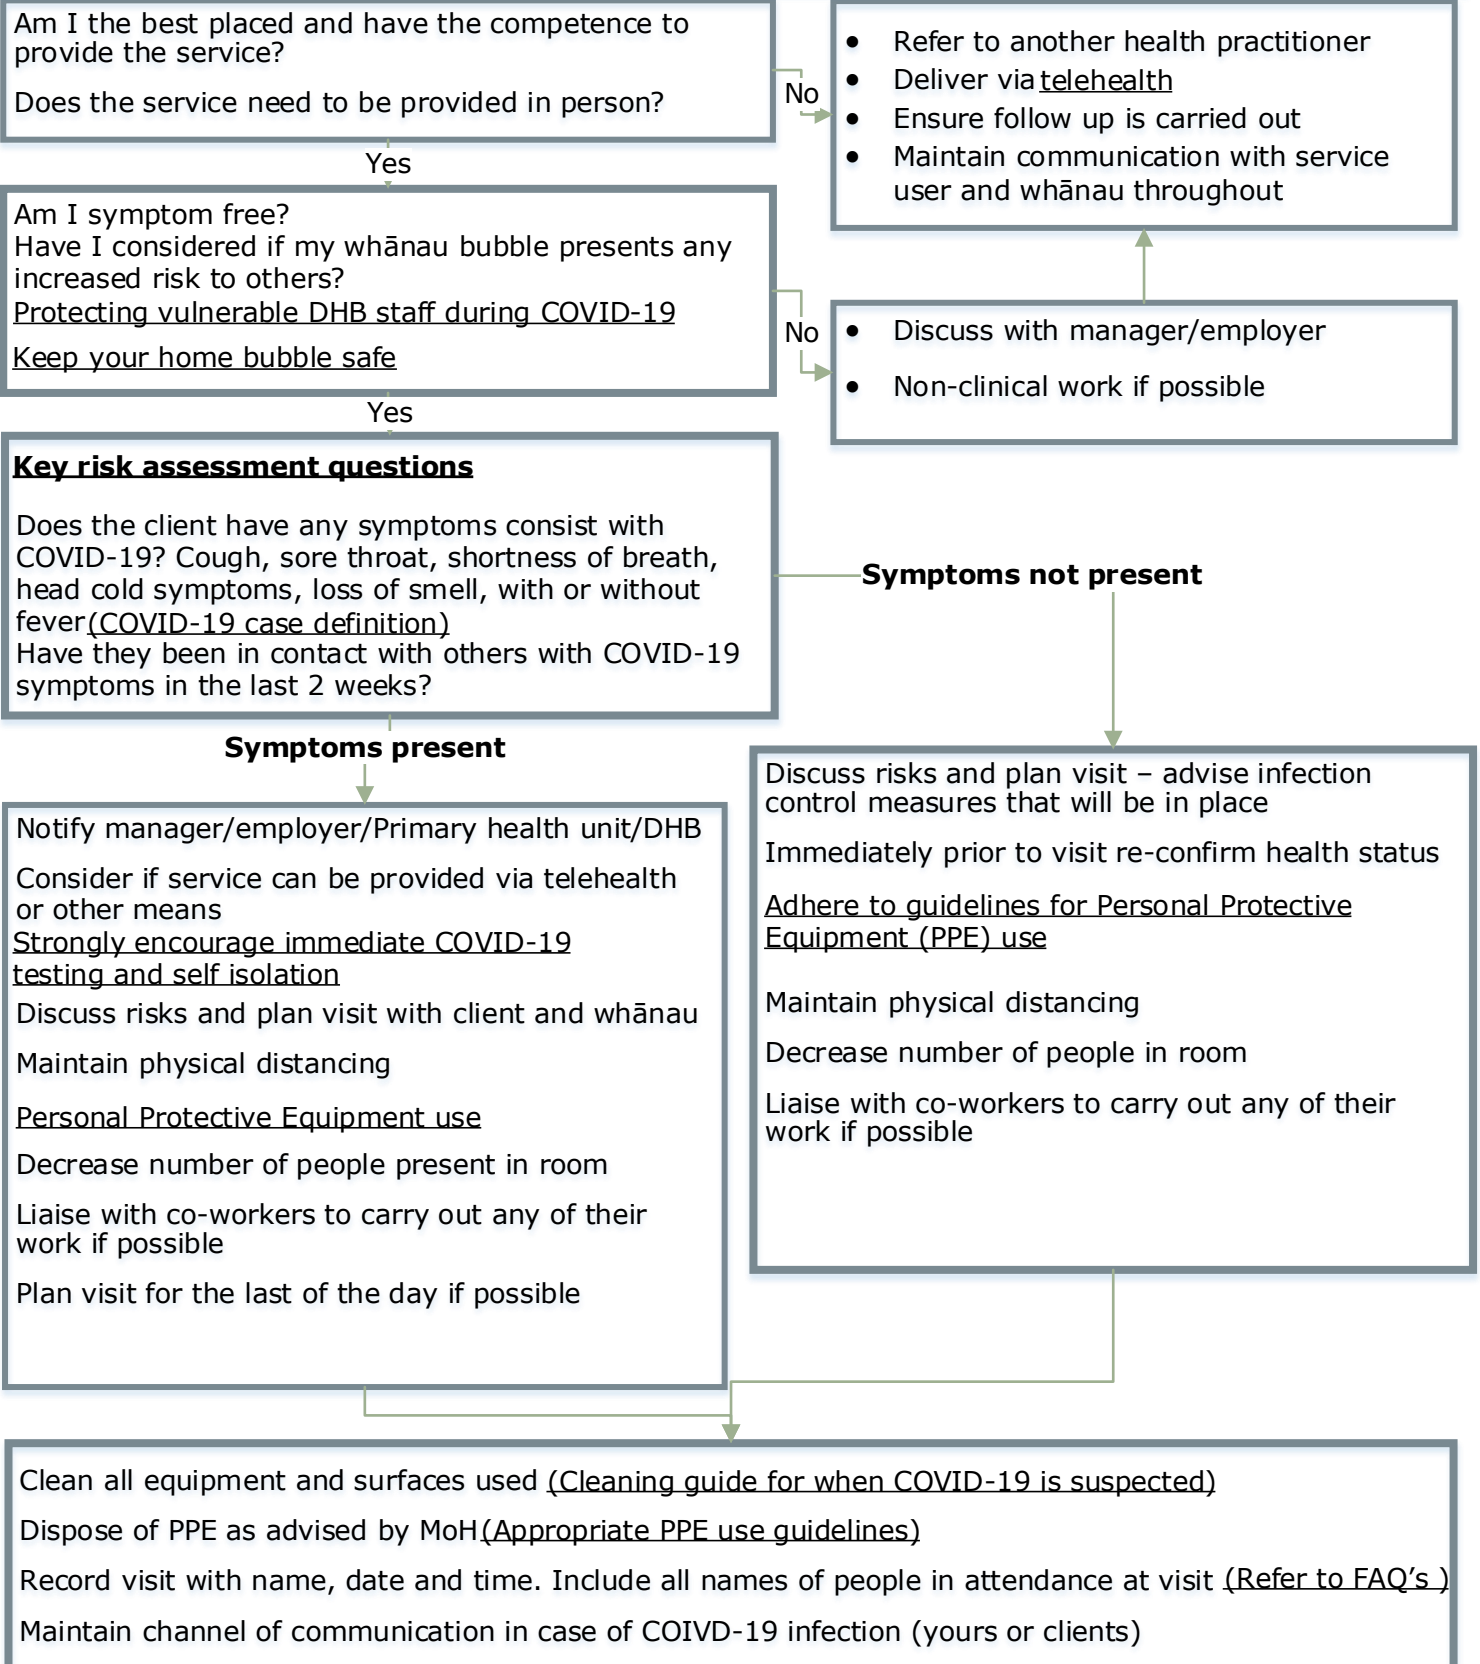 Am I the best placed and have the competence to
provide the service?
Does the service need to be provided in person?
No
• Refer to another health practitioner
• Deliver via telehealth
• Ensure follow up is carried out
• Maintain communication with service
user and whānau throughout
Yes
Am I symptom free?
Have I considered if my whānau bubble presents any
increased risk to others?
Protecting vulnerable DHB staff during COVID-19
Keep your home bubble safe
No
• Discuss with manager/employer
• Non-clinical work if possible
Yes
Key risk assessment questions
Does the client have any symptoms consist with
COVID-19? Cough, sore throat, shortness of breath,
head cold symptoms, loss of smell, with or without
fever(COVID-19 case definition)
Have they been in contact with others with COVID-19
symptoms in the last 2 weeks?
Symptoms not present
Symptoms present
Notify manager/employer/Primary health unit/DHB
Consider if service can be provided via telehealth
or other means
Strongly encourage immediate COVID-19
testing and self isolation
Discuss risks and plan visit with client and whānau
Maintain physical distancing
Personal Protective Equipment use
Decrease number of people present in room
Liaise with co-workers to carry out any of their
work if possible
Plan visit for the last of the day if possible
Discuss risks and plan visit – advise infection
control measures that will be in place
Immediately prior to visit re-confirm health status
Adhere to guidelines for Personal Protective
Equipment (PPE) use
Maintain physical distancing
Decrease number of people in room
Liaise with co-workers to carry out any of their
work if possible
Clean all equipment and surfaces used (Cleaning guide for when COVID-19 is suspected)
Dispose of PPE as advised by MoH(Appropriate PPE use guidelines)
Record visit with name, date and time. Include all names of people in attendance at visit (Refer to FAQ's )
Maintain channel of communication in case of COIVD-19 infection (yours or clients)